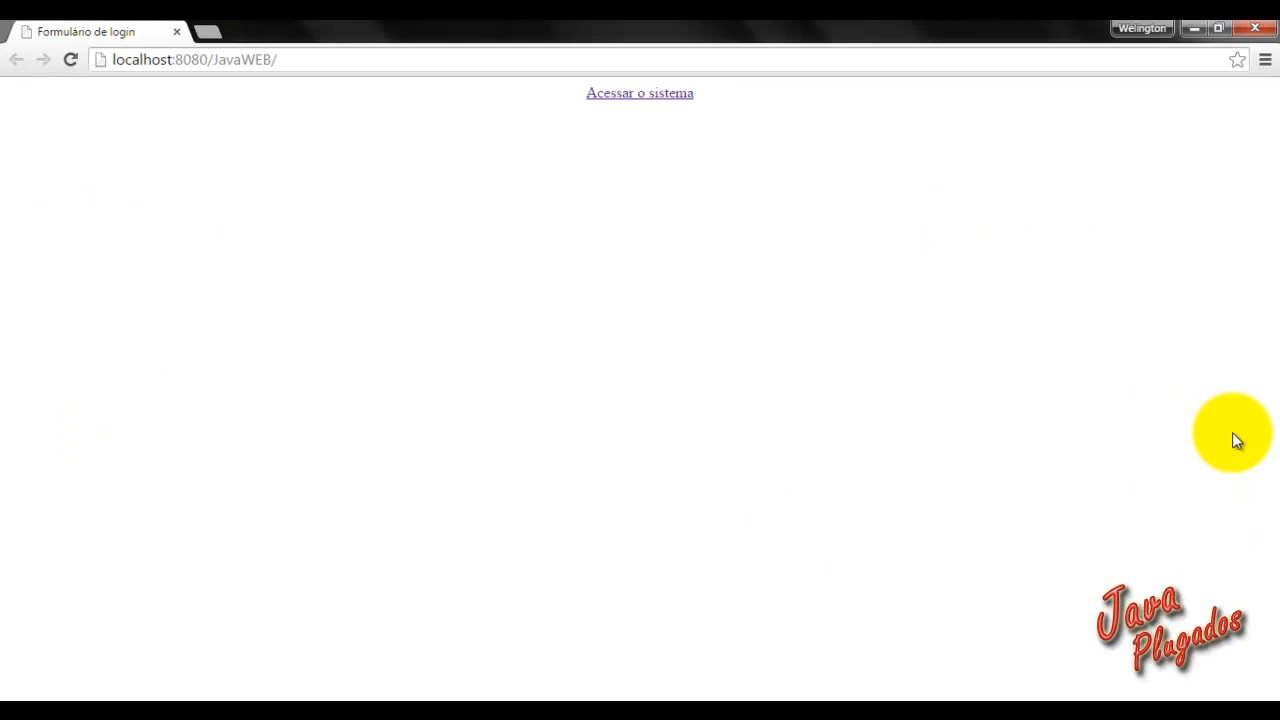 Formulário de login
Welington
localhost:8080/JavaWEB/
Acessar o sistema
Java
Plugados